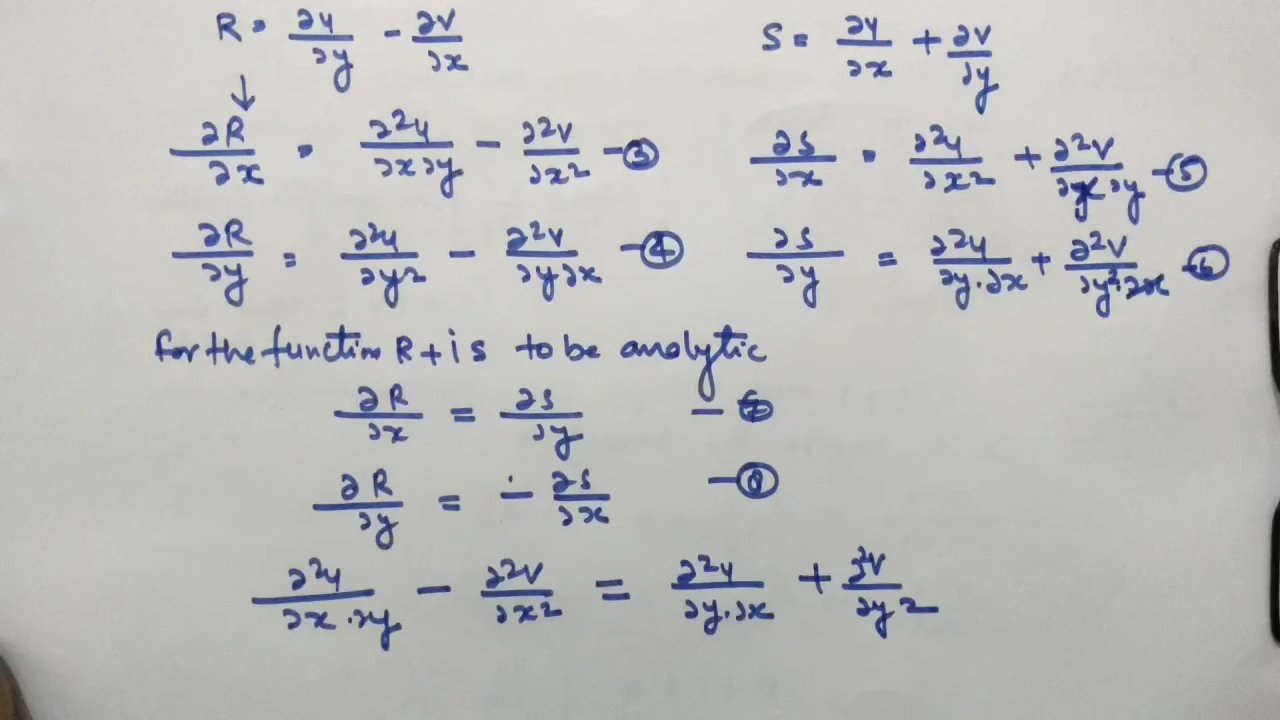 R = ∂u/∂y - ∂v/∂x S = ∂u/∂x + ∂v/∂y
↓
∂R/∂x = ∂²u/∂x∂y - ∂²v/∂x² - ③ ∂S/∂x = ∂²u/∂x² + ∂²v/∂x∂y - ⑤
∂R/∂y = ∂²u/∂y² - ∂²v/∂y∂x - ④ ∂S/∂y = ∂²u/∂y.∂x + ∂²v/∂y² - ⑥
for the function R + i s to be analytic
∂R/∂x = ∂S/∂y - ⑦
∂R/∂y = - ∂S/∂x - ⑧
∂²u/∂x.∂y - ∂²v/∂x² = ∂²u/∂y.∂x + ∂²v/∂y²